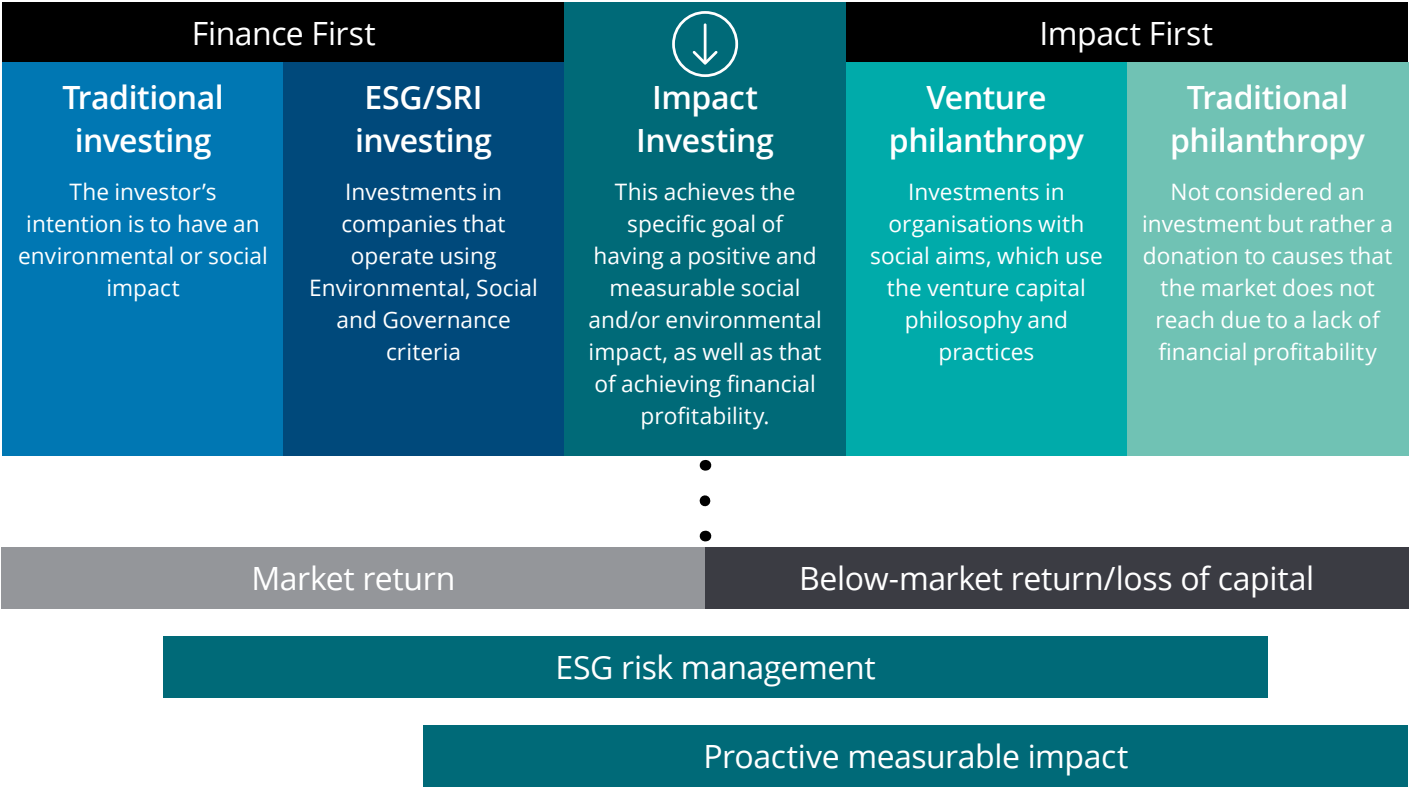 Finance First
Impact First
Traditional
investing
The investor’s
intention is to have an
environmental or social
impact
ESG/SRI
investing
Investments in
companies that
operate using
Environmental, Social
and Governance
criteria
Impact
Investing
This achieves the
specific goal of
having a positive and
measurable social
and/or environmental
impact, as well as that
of achieving financial
profitability.
Venture
philanthropy
Investments in
organisations with
social aims, which use
the venture capital
philosophy and
practices
Traditional
philanthropy
Not considered an
investment but rather a
donation to causes that
the market does not
reach due to a lack of
financial profitability
Market return
Below-market return/loss of capital
ESG risk management
Proactive measurable impact